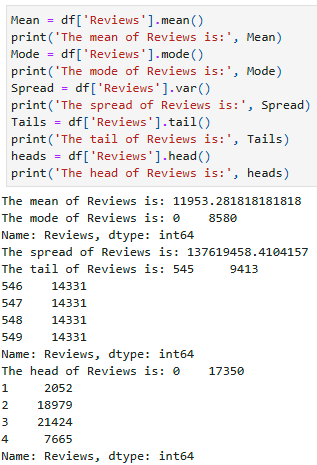 Mean = df['Reviews'].mean()
print('The mean of Reviews is:', Mean)
Mode = df['Reviews'].mode()
print('The mode of Reviews is:', Mode)
Spread = df['Reviews'].var()
print('The spread of Reviews is:', Spread)
Tails = df['Reviews'].tail()
print('The tail of Reviews is:', Tails)
heads = df['Reviews'].head()
print('The head of Reviews is:', heads)
The mean of Reviews is: 11953.281818181818
The mode of Reviews is: 0    8580
Name: Reviews, dtype: int64
The spread of Reviews is: 137619458.4104157
The tail of Reviews is: 545     9413
546    14331
547    14331
548    14331
549    14331
Name: Reviews, dtype: int64
The head of Reviews is: 0    17350
1     2052
2    18979
3    21424
4     7665
Name: Reviews, dtype: int64